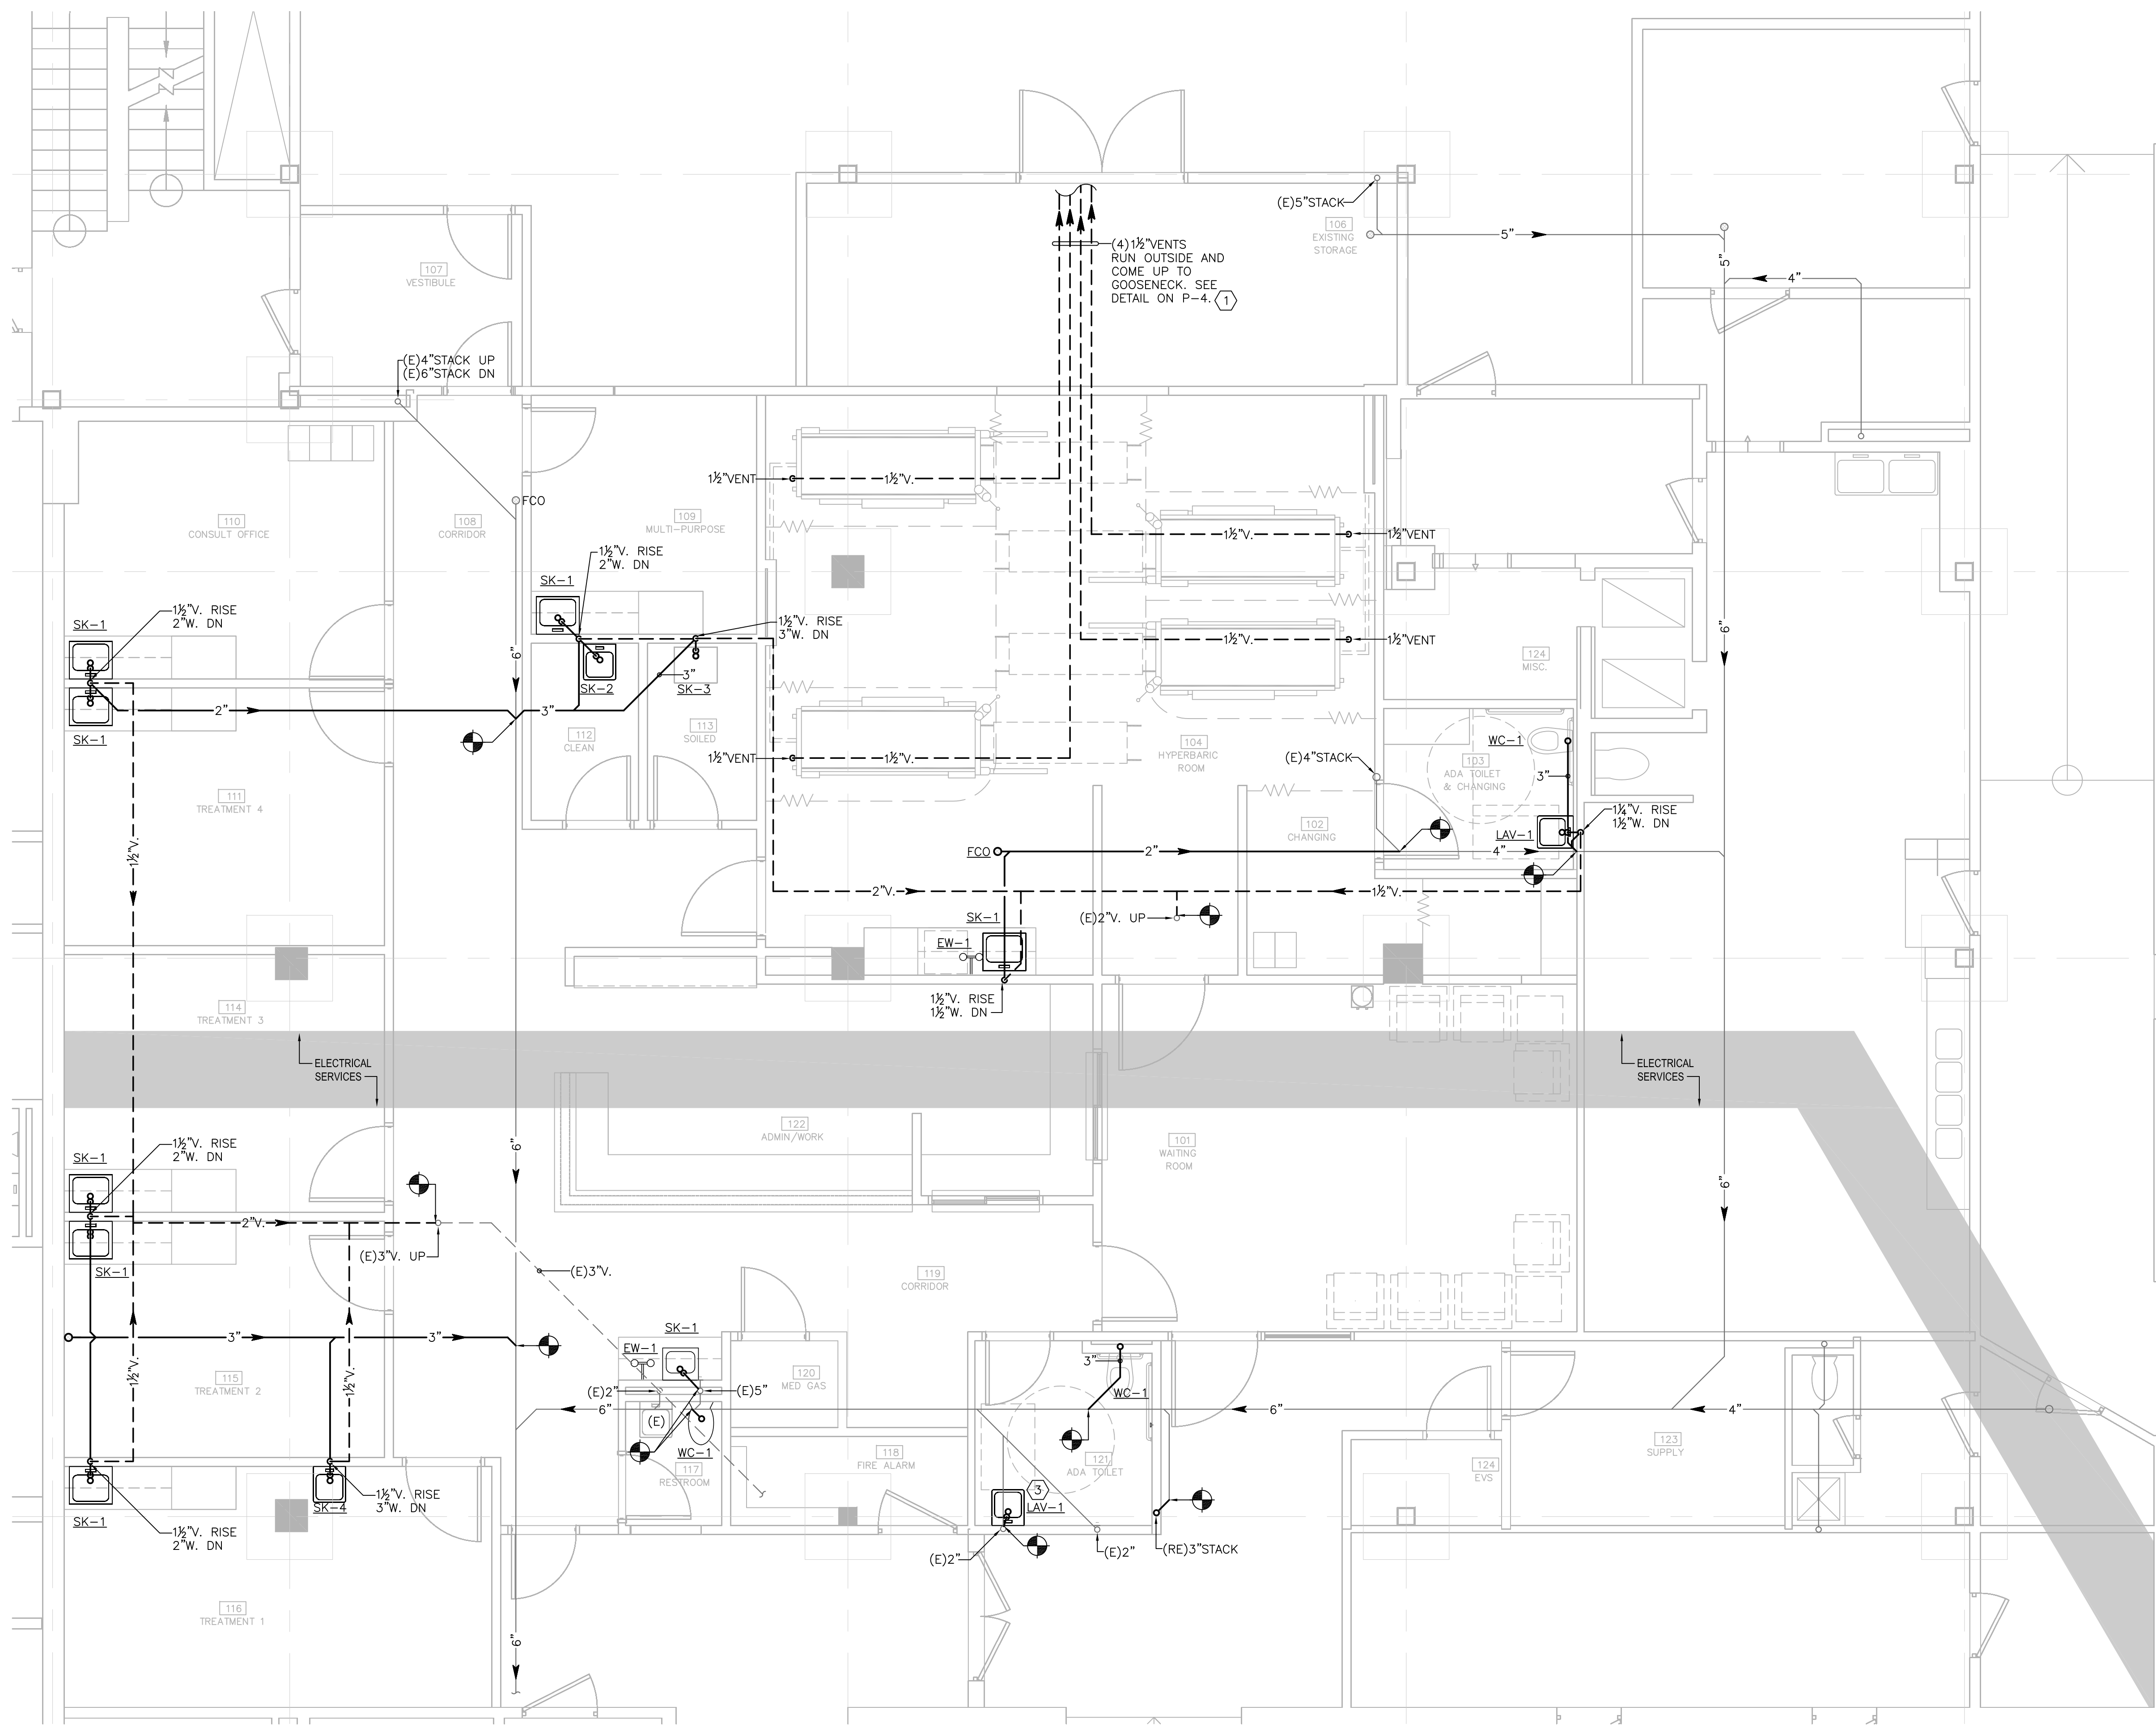 (E)5"STACK
106
EXISTING
STORAGE
5"
5"
4"
(4)1½"VENTS
RUN OUTSIDE AND
COME UP TO
GOOSENECK. SEE
DETAIL ON P-4.
1
107
VESTIBULE
(E)4"STACK UP
(E)6"STACK DN
1½"VENT
1½"V.
FCO
110
CONSULT OFFICE
108
CORRIDOR
109
MULTI-PURPOSE
1½"V.
1½"VENT
1½"V. RISE
2"W. DN
SK-1
1½"V. RISE
2"W. DN
SK-1
1½"V. RISE
3"W. DN
6"
1½"V.
1½"VENT
6"
124
MISC.
3"
SK-2
SK-3
2"
3"
SK-1
112
CLEAN
113
SOILED
1½"VENT
1½"V.
104
HYPERBARIC
ROOM
(E)4"STACK
WC-1
103
ADA TOILET
& CHANGING
3"
111
TREATMENT 4
102
CHANGING
1¼"V. RISE
1½"W. DN
LAV-1
1½"V.
FCO
2"
4"
2"V.
1½"V.
SK-1
(E)2"V. UP
EW-1
1½"V. RISE
1½"W. DN
114
TREATMENT 3
ELECTRICAL
SERVICES
ELECTRICAL
SERVICES
122
ADMIN/WORK
101
WAITING
ROOM
1½"V. RISE
2"W. DN
SK-1
6"
6"
2"V.
(E)3"V. UP
SK-1
(E)3"V.
119
CORRIDOR
3"
3"
SK-1
EW-1
1½"V.
1½"V.
115
TREATMENT 2
120
MED GAS
3"
(E)2"
(E)5"
WC-1
6"
6"
4"
(E)
WC-1
117
RESTROOM
118
FIRE ALARM
121
ADA TOILET
124
EVS
123
SUPPLY
3
LAV-1
1½"V. RISE
3"W. DN
SK-4
SK-1
1½"V. RISE
2"W. DN
(E)2"
(E)2"
(RE)3"STACK
116
TREATMENT 1
6"